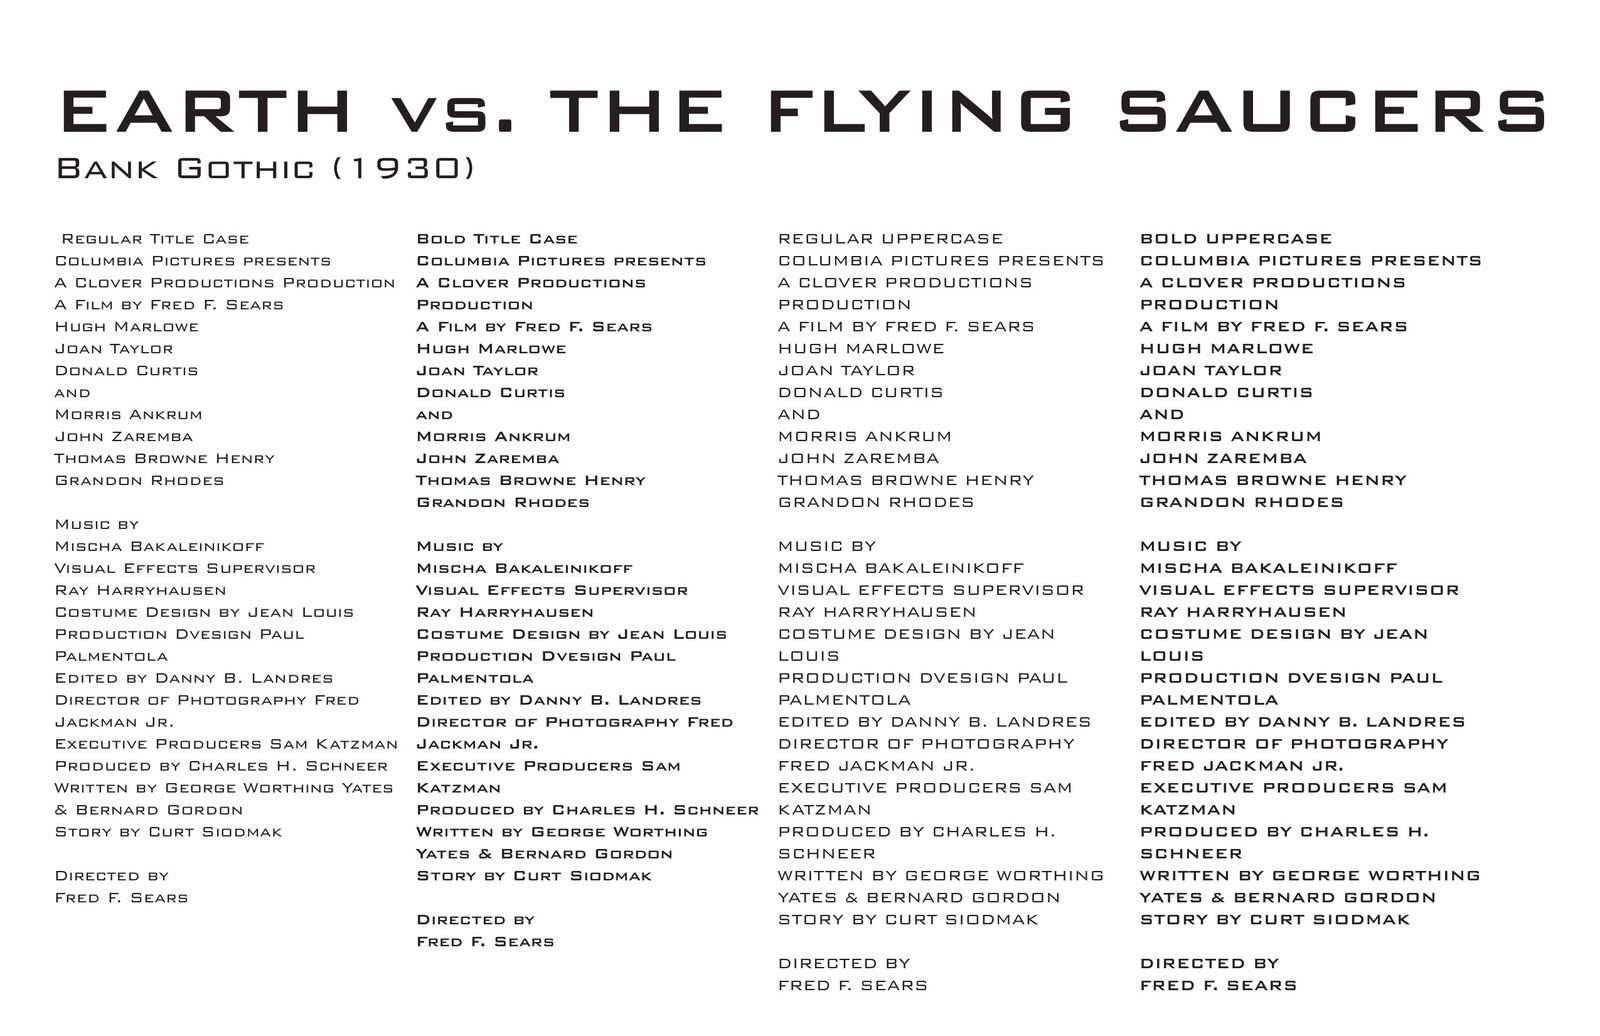 EARTH vs. THE FLYING SAUCERS
Bank Gothic (1930)
Regular Title Case
Columbia Pictures presents
A Clover Productions Production
A Film by Fred F. Sears
Hugh Marlowe
Joan Taylor
Donald Curtis
and
Morris Ankrum
John Zaremba
Thomas Browne Henry
Grandon Rhodes
Music by
Mischa Bakaleinikoff
Visual Effects Supervisor
Ray Harryhausen
Costume Design by Jean Louis
Production Dvesign Paul
Palmentola
Edited by Danny B. Landres
Director of Photography Fred
Jackman Jr.
Executive Producers Sam Katzman
Produced by Charles H. Schneer
Written by George Worthing Yates
& Bernard Gordon
Story by Curt Siodmak
Directed by
Fred F. Sears
Bold Title Case
Columbia Pictures presents
A Clover Productions
Production
A Film by Fred F. Sears
Hugh Marlowe
Joan Taylor
Donald Curtis
and
Morris Ankrum
John Zaremba
Thomas Browne Henry
Grandon Rhodes
Music by
Mischa Bakaleinikoff
Visual Effects Supervisor
Ray Harryhausen
Costume Design by Jean Louis
Production Dvesign Paul
Palmentola
Edited by Danny B. Landres
Director of Photography Fred
Jackman Jr.
Executive Producers Sam
Katzman
Produced by Charles H. Schneer
Written by George Worthing
Yates & Bernard Gordon
Story by Curt Siodmak
Directed by
Fred F. Sears
REGULAR UPPERCASE
COLUMBIA PICTURES PRESENTS
A CLOVER PRODUCTIONS
PRODUCTION
A FILM BY FRED F. SEARS
HUGH MARLOWE
JOAN TAYLOR
DONALD CURTIS
AND
MORRIS ANKRUM
JOHN ZAREMBA
THOMAS BROWNE HENRY
GRANDON RHODES
MUSIC BY
MISCHA BAKALEINIKOFF
VISUAL EFFECTS SUPERVISOR
RAY HARRYHAUSEN
COSTUME DESIGN BY JEAN
LOUIS
PRODUCTION DVESIGN PAUL
PALMENTOLA
EDITED BY DANNY B. LANDRES
DIRECTOR OF PHOTOGRAPHY
FRED JACKMAN JR.
EXECUTIVE PRODUCERS SAM
KATZMAN
PRODUCED BY CHARLES H.
SCHNEER
WRITTEN BY GEORGE WORTHING
YATES & BERNARD GORDON
STORY BY CURT SIODMAK
DIRECTED BY
FRED F. SEARS
BOLD UPPERCASE
COLUMBIA PICTURES PRESENTS
A CLOVER PRODUCTIONS
PRODUCTION
A FILM BY FRED F. SEARS
HUGH MARLOWE
JOAN TAYLOR
DONALD CURTIS
AND
MORRIS ANKRUM
JOHN ZAREMBA
THOMAS BROWNE HENRY
GRANDON RHODES
MUSIC BY
MISCHA BAKALEINIKOFF
VISUAL EFFECTS SUPERVISOR
RAY HARRYHAUSEN
COSTUME DESIGN BY JEAN
LOUIS
PRODUCTION DVESIGN PAUL
PALMENTOLA
EDITED BY DANNY B. LANDRES
DIRECTOR OF PHOTOGRAPHY
FRED JACKMAN JR.
EXECUTIVE PRODUCERS SAM
KATZMAN
PRODUCED BY CHARLES H.
SCHNEER
WRITTEN BY GEORGE WORTHING
YATES & BERNARD GORDON
STORY BY CURT SIODMAK
DIRECTED BY
FRED F. SEARS